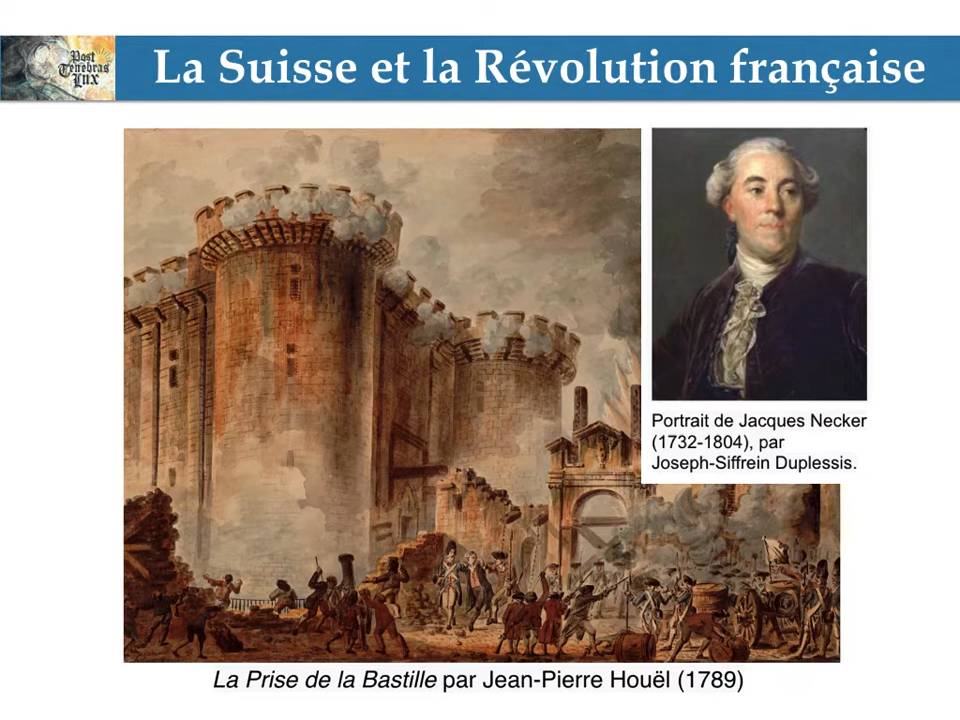 Post
Tenebras
Lux
La Suisse et la Révolution française
Portrait de Jacques Necker
(1732-1804), par
Joseph-Siffrein Duplessis.
La Prise de la Bastille par Jean-Pierre Houël (1789)